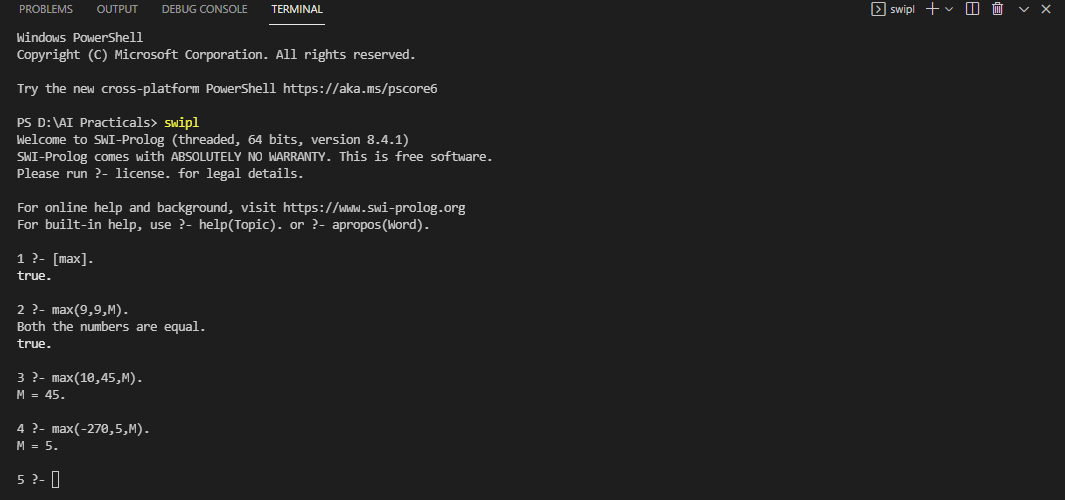 PROBLEMS OUTPUT DEBUG CONSOLE TERMINAL swipl
Windows PowerShell
Copyright (C) Microsoft Corporation. All rights reserved.
Try the new cross-platform PowerShell https://aka.ms/pscore6
PS D:\AI Practicals> swipl
Welcome to SWI-Prolog (threaded, 64 bits, version 8.4.1)
SWI-Prolog comes with ABSOLUTELY NO WARRANTY. This is free software.
Please run ?- license. for legal details.
For online help and background, visit https://www.swi-prolog.org
For built-in help, use ?- help(Topic). or ?- apropos(Word).
1 ?- [max].
true.
2 ?- max(9,9,M).
Both the numbers are equal.
true.
3 ?- max(10,45,M).
M = 45.
4 ?- max(-270,5,M).
M = 5.
5 ?-